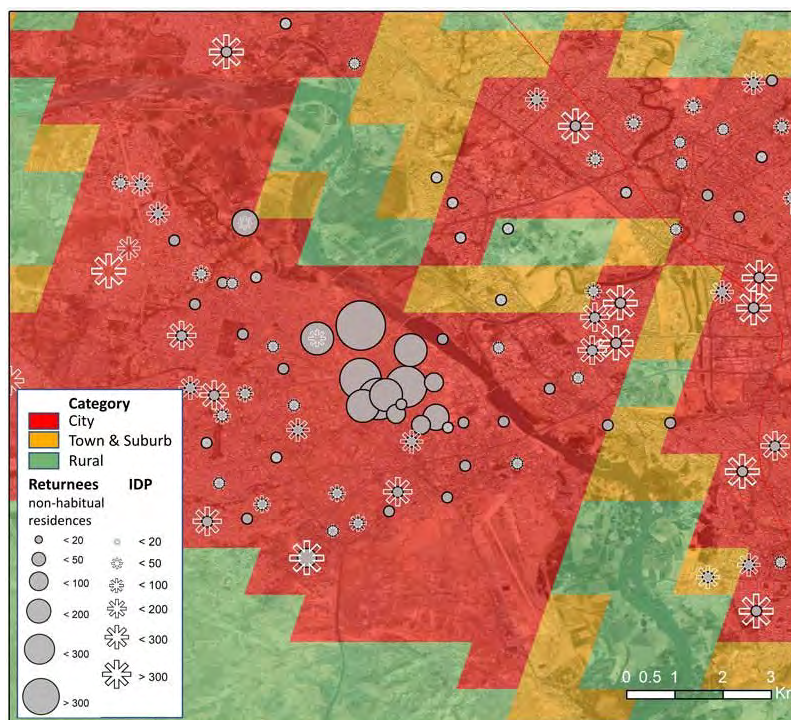 Category
City
Town & Suburb
Rural
Returnees IDP
non-habitual
residences
< 20 < 20
< 50 < 50
< 100 < 100
< 200 < 200
< 300 < 300
> 300 > 300
0 0.5 1 2 3
Km